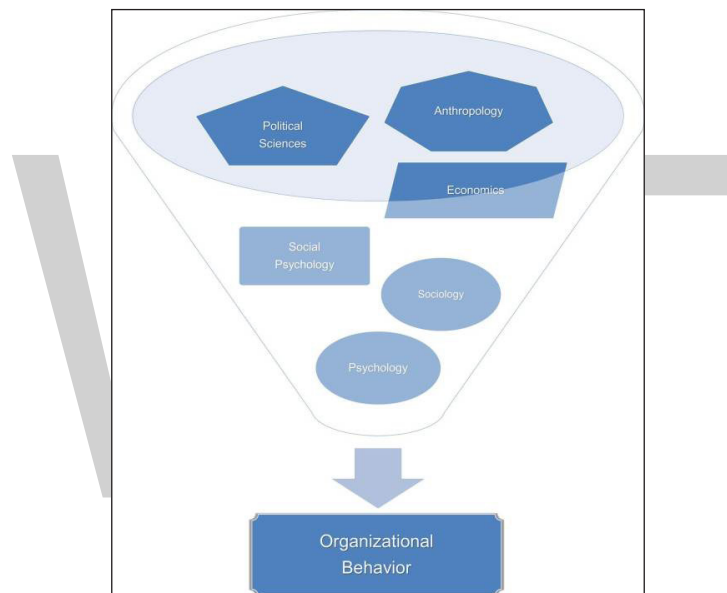 Political
Sciences
Anthropology
Economics
Social
Psychology
Sociology
Psychology
Organizational
Behavior